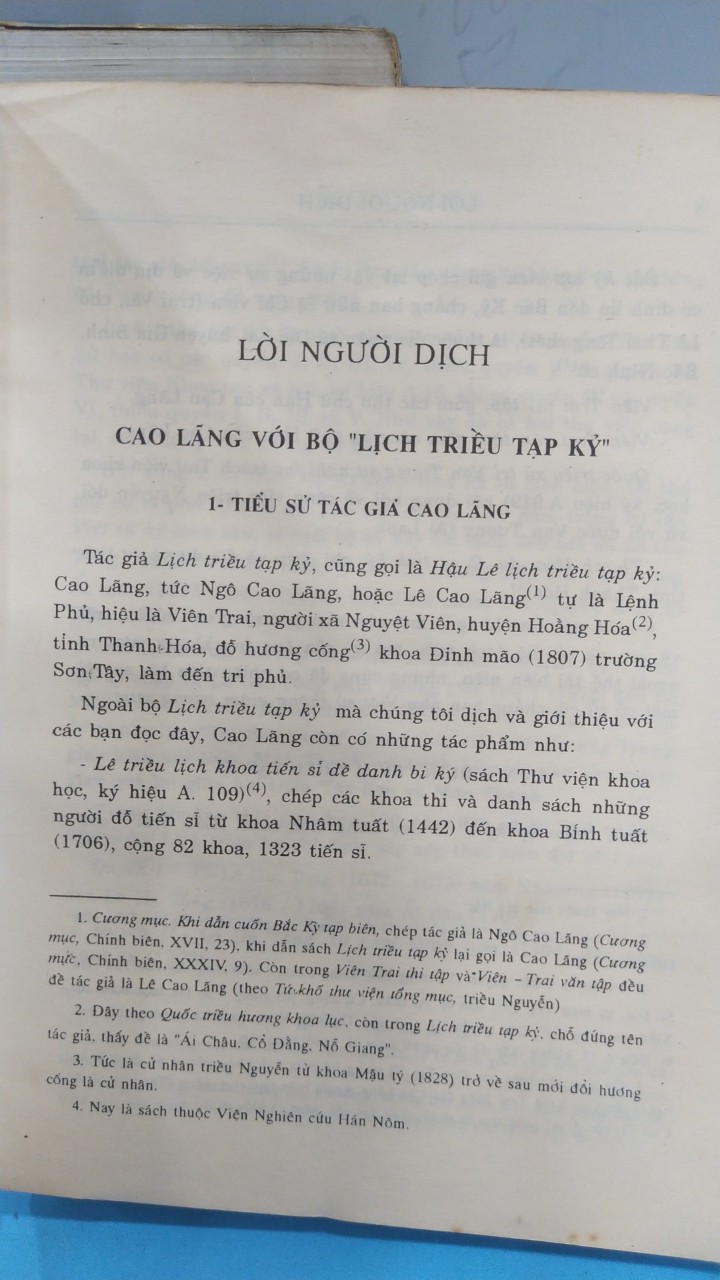 LỜI NGƯỜI DỊCH
CAO LÃNG VỚI BỘ "LỊCH TRIỀU TẠP KỶ"
1- TIỂU SỬ TÁC GIẢ CAO LÃNG
Tác giả Lịch triều tạp kỷ, cũng gọi là Hậu Lê lịch triều tạp kỷ:
Cao Lãng, tức Ngô Cao Lãng, hoặc Lê Cao Lãng(1) tự là Lệnh
Phủ, hiệu là Viên Trai, người xã Nguyệt Viên, huyện Hoằng Hóa(2),
tỉnh Thanh Hóa, đỗ hương cống(3) khoa Đinh mão (1807) trường
Sơn Tây, làm đến tri phủ.
Ngoài bộ Lịch triều tạp kỷ mà chúng tôi dịch và giới thiệu với
các bạn đọc đây, Cao Lãng còn có những tác phẩm như:
- Lê triều lịch khoa tiến sỉ đề danh bi ký (sách Thư viện khoa
học, ký hiệu A. 109)(4), chép các khoa thi và danh sách những
người đỗ tiến sĩ từ khoa Nhâm tuất (1442) đến khoa Bính tuất
(1706), cộng 82 khoa, 1323 tiến sĩ.
1. Cương mục. Khi dẫn cuốn Bắc Kỳ tạp biên, chép tác giả là Ngô Cao Lãng (Cương
mục, Chính biên, XVII, 23), khi dẫn sách Lịch triều tạp kỷ lại gọi là Cao Lãng (Cương
mực, Chính biên, XXXIV, 9). Còn trong Viên Trai thi tập và Viên - Trai văn tập đều
đề tác giả là Lê Cao Lãng (theo Tứ khố thư viện tổng mục, triều Nguyễn)
2. Đây theo Quốc triều hương khoa lục, còn trong Lịch triều tạp kỷ, chỗ đứng tên
tác giả, thấy đề là "Ái Châu, Cổ Đằng, Nỗ Giang".
3. Tức là cử nhân triều Nguyễn từ khoa Mậu tý (1828) trở về sau mới đổi hương
cống là cử nhân.
4. Nay là sách thuộc Viện Nghiên cứu Hán Nôm.